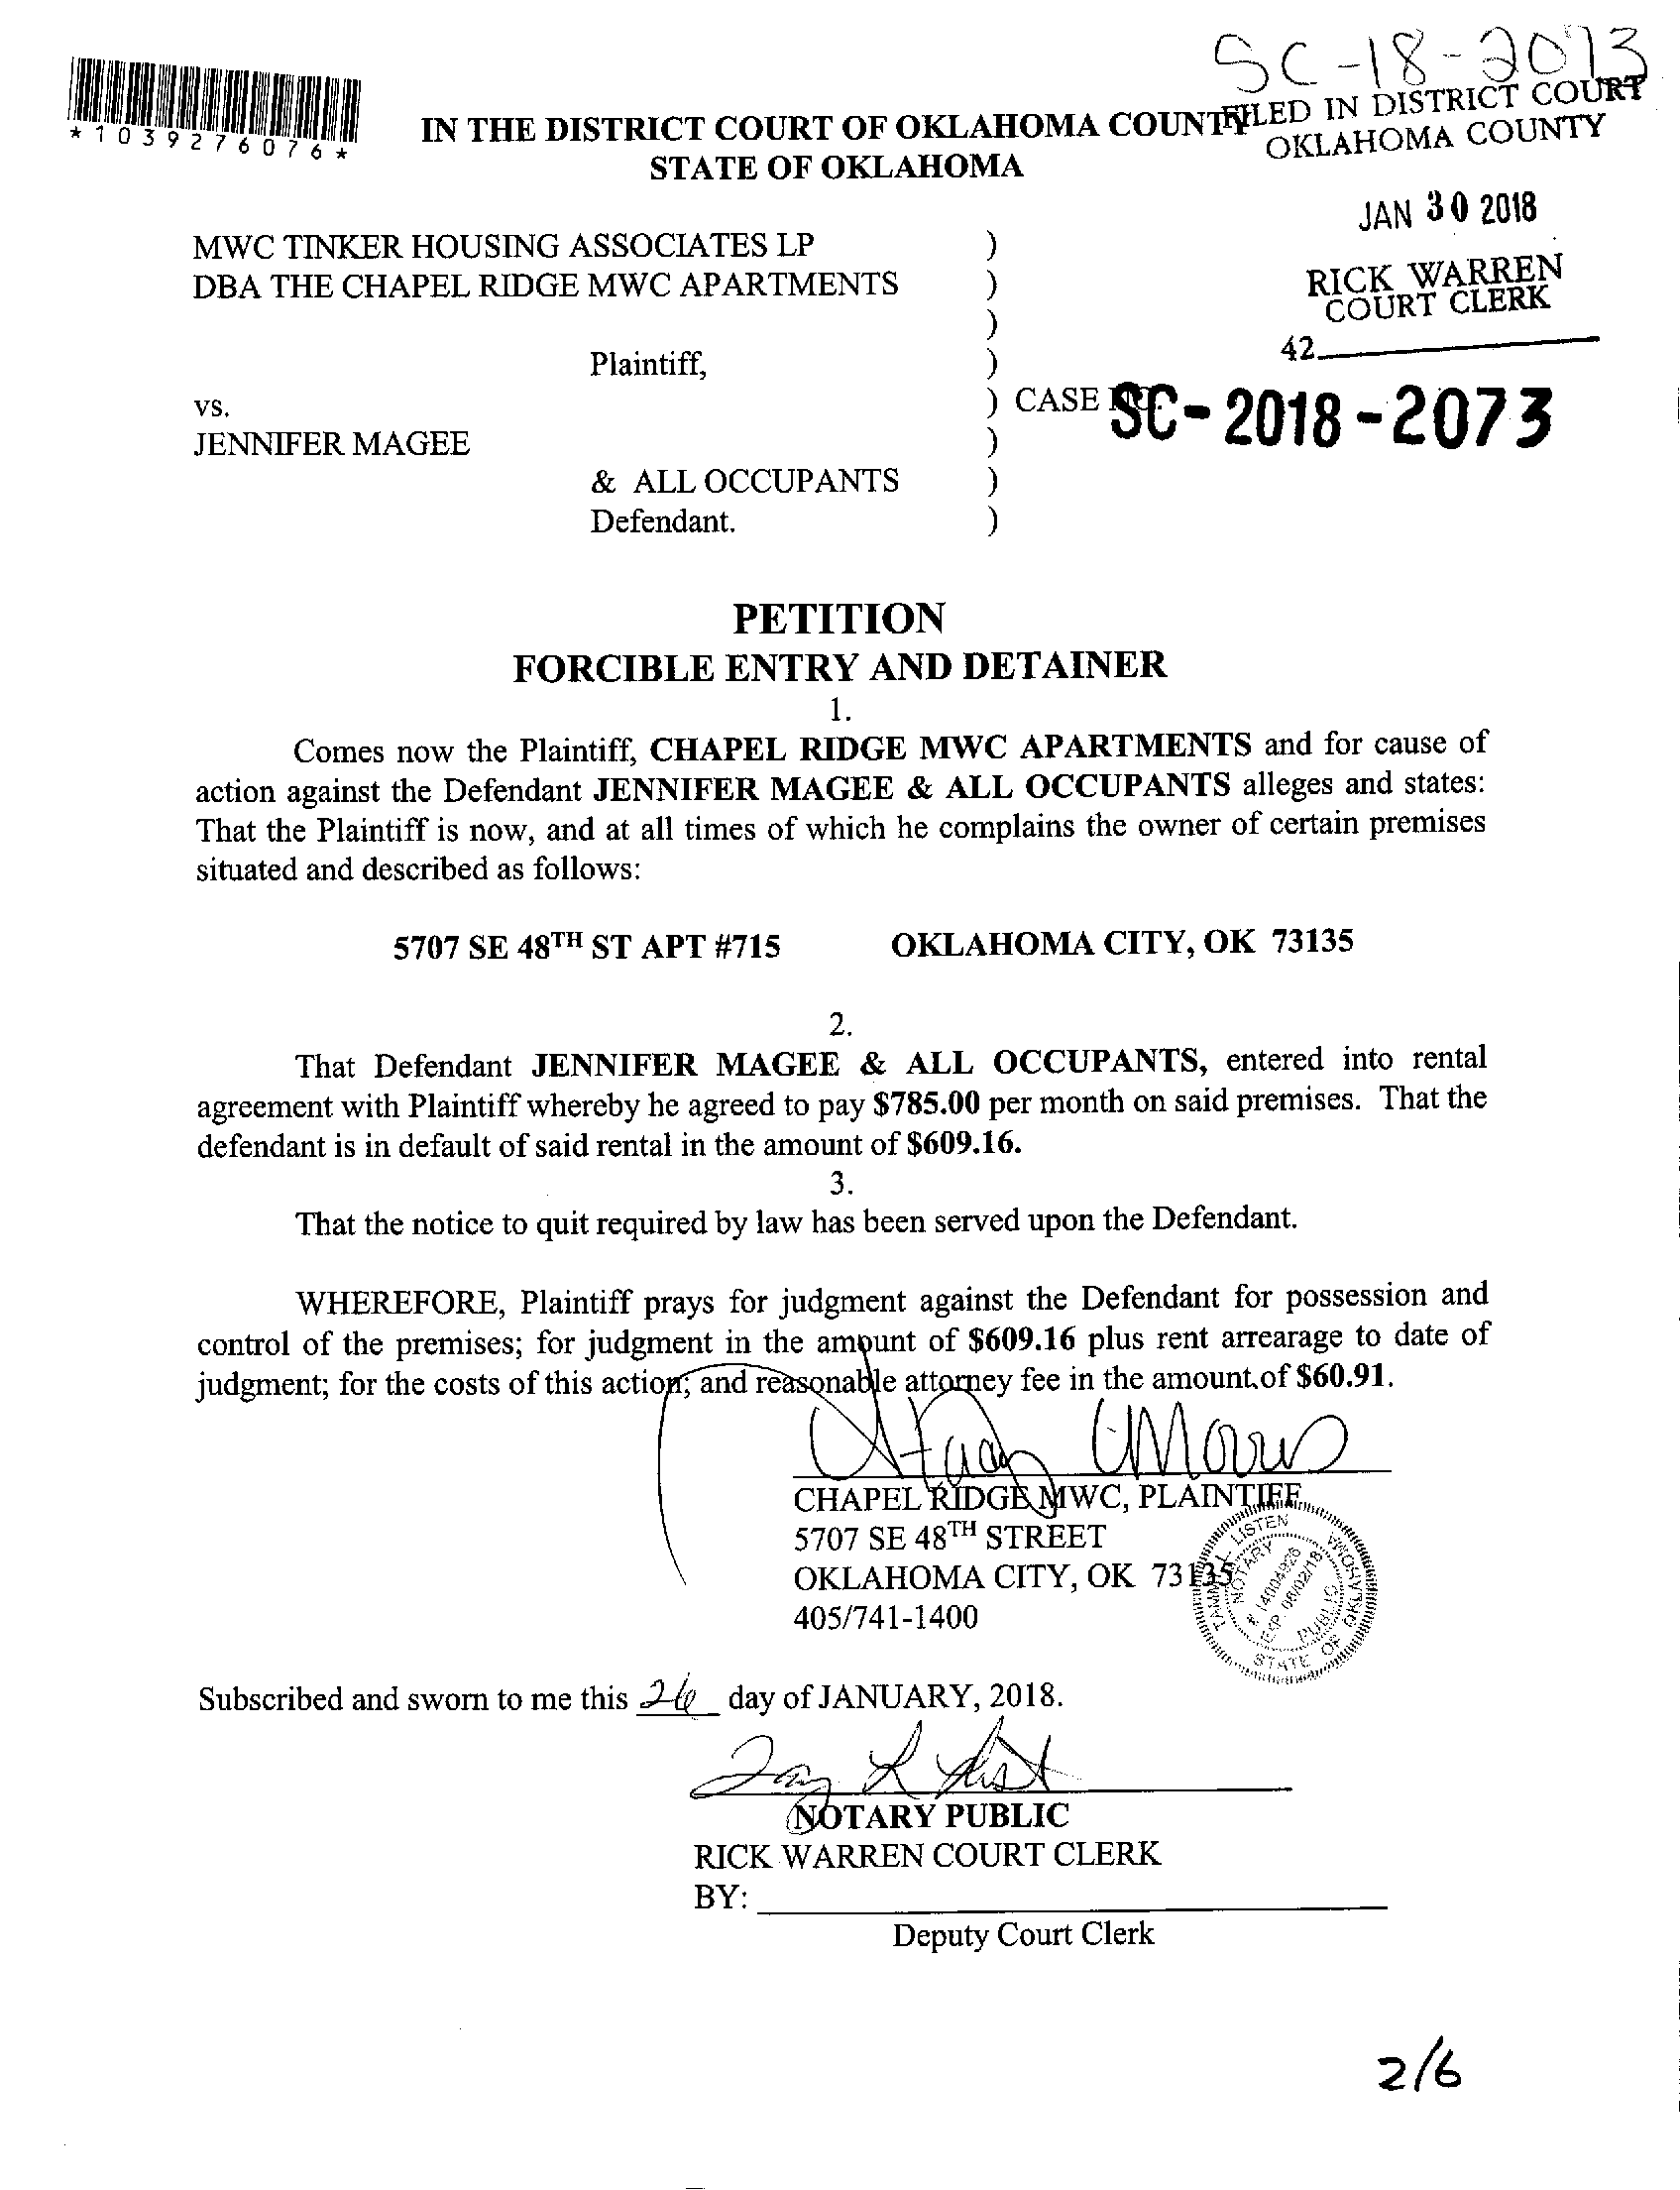 SC-18-2073
*1039276076*
IN THE DISTRICT COURT OF OKLAHOMA COUNTY
STATE OF OKLAHOMA
FILED IN DISTRICT COURT
OKLAHOMA COUNTY
JAN 30 2018
RICK WARREN
COURT CLERK
42
MWC TINKER HOUSING ASSOCIATES LP )
DBA THE CHAPEL RIDGE MWC APARTMENTS )
)
Plaintiff, )
vs. ) CASE NO. SC-2018-2073
JENNIFER MAGEE )
& ALL OCCUPANTS )
Defendant. )
PETITION
FORCIBLE ENTRY AND DETAINER
1.
Comes now the Plaintiff, CHAPEL RIDGE MWC APARTMENTS and for cause of
action against the Defendant JENNIFER MAGEE & ALL OCCUPANTS alleges and states:
That the Plaintiff is now, and at all times of which he complains the owner of certain premises
situated and described as follows:
5707 SE 48TH ST APT #715 OKLAHOMA CITY, OK 73135
2.
That Defendant JENNIFER MAGEE & ALL OCCUPANTS, entered into rental
agreement with Plaintiff whereby he agreed to pay $785.00 per month on said premises. That the
defendant is in default of said rental in the amount of $609.16.
3.
That the notice to quit required by law has been served upon the Defendant.
WHEREFORE, Plaintiff prays for judgment against the Defendant for possession and
control of the premises; for judgment in the amount of $609.16 plus rent arrearage to date of
judgment; for the costs of this action; and reasonable attorney fee in the amount of $60.91.
CHAPEL RIDGE MWC, PLAINTIFF
5707 SE 48TH STREET
OKLAHOMA CITY, OK 73135
405/741-1400
LISTEN
NOTARY
# 14004926
EXP. 06/02/18
PUBLIC
STATE OF OKLAHOMA
Subscribed and sworn to me this 26 day of JANUARY, 2018.
NOTARY PUBLIC
RICK WARREN COURT CLERK
BY:
Deputy Court Clerk
2/6